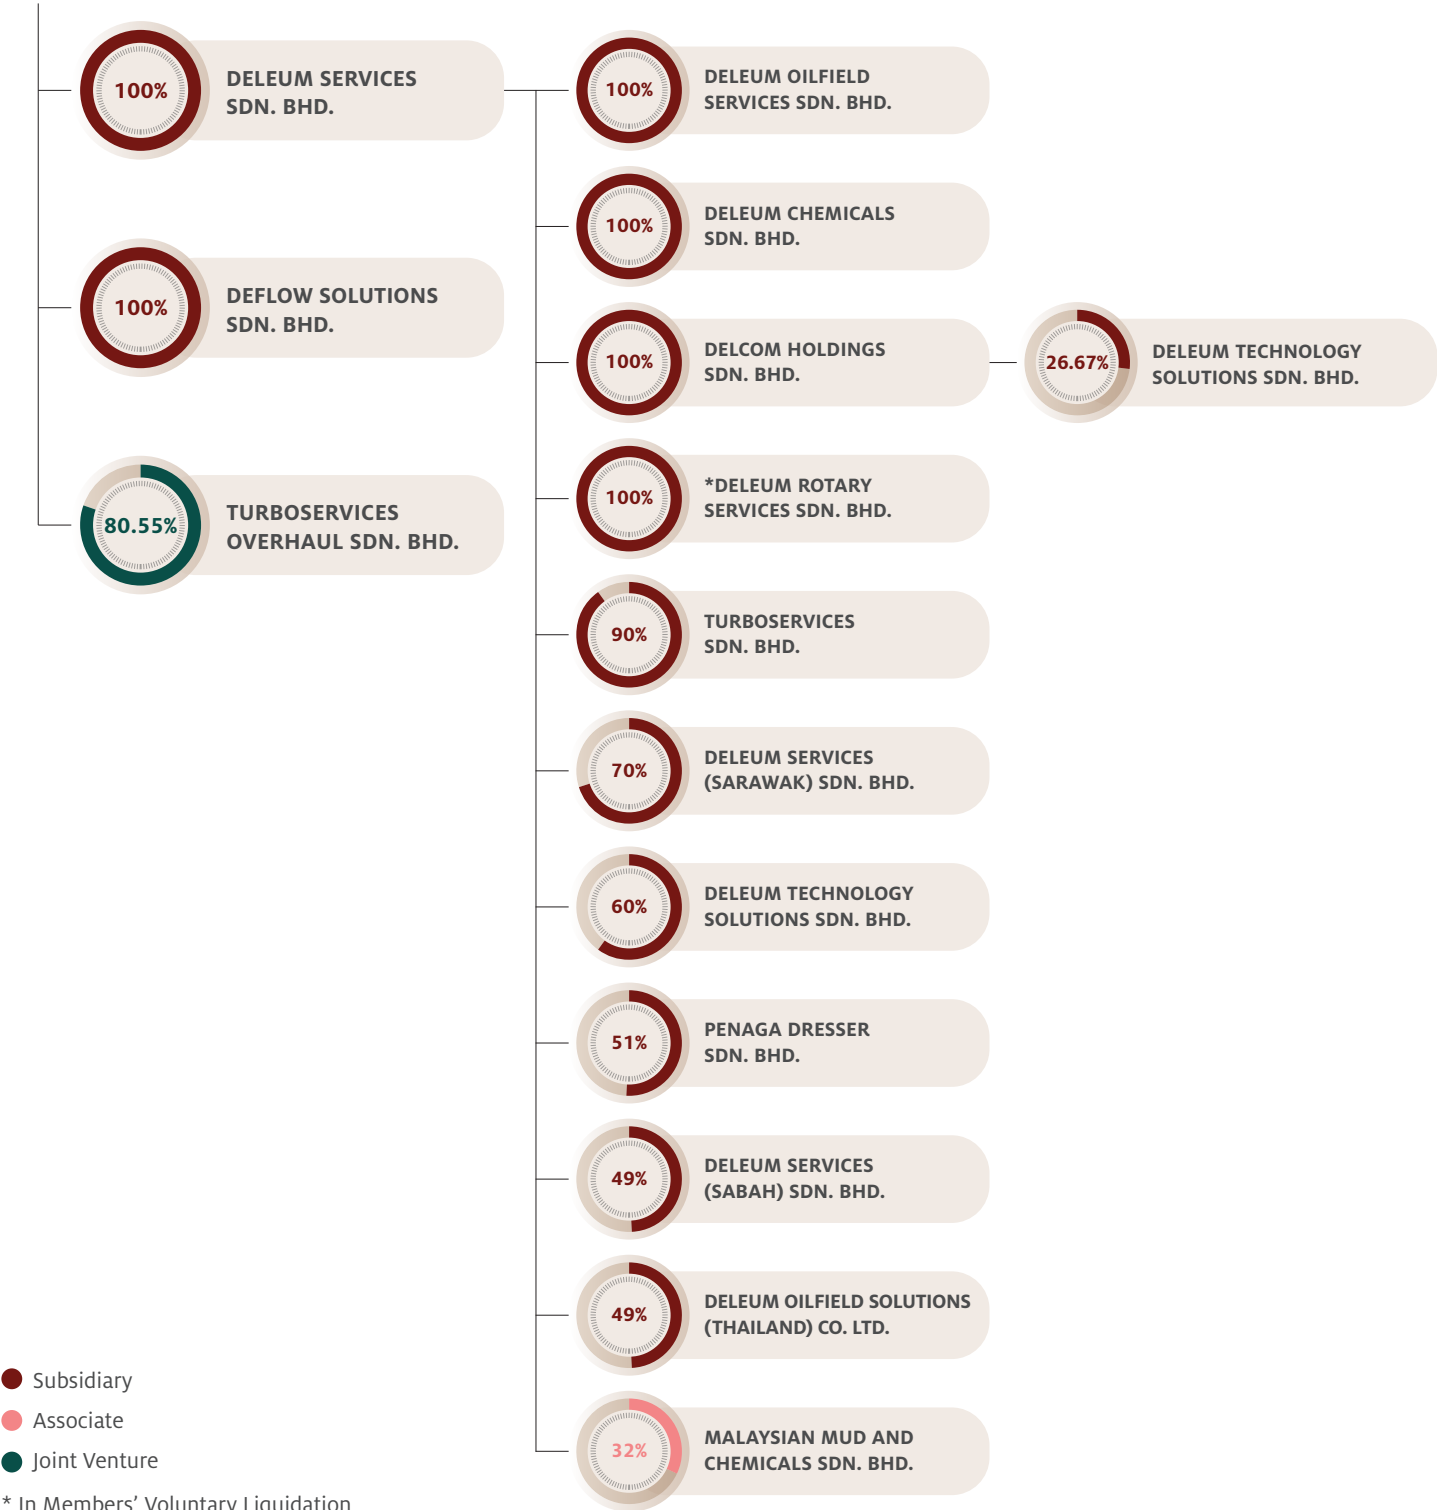 100%
DELEUM SERVICES
SDN. BHD.
100%
DEFLOW SOLUTIONS
SDN. BHD.
80.55%
TURBOSERVICES
OVERHAUL SDN. BHD.
100%
DELEUM OILFIELD
SERVICES SDN. BHD.
100%
DELEUM CHEMICALS
SDN. BHD.
100%
DELCOM HOLDINGS
SDN. BHD.
26.67%
DELEUM TECHNOLOGY
SOLUTIONS SDN. BHD.
100%
*DELEUM ROTARY
SERVICES SDN. BHD.
90%
TURBOSERVICES
SDN. BHD.
70%
DELEUM SERVICES
(SARAWAK) SDN. BHD.
60%
DELEUM TECHNOLOGY
SOLUTIONS SDN. BHD.
51%
PENAGA DRESSER
SDN. BHD.
49%
DELEUM SERVICES
(SABAH) SDN. BHD.
49%
DELEUM OILFIELD SOLUTIONS
(THAILAND) CO. LTD.
32%
MALAYSIAN MUD AND
CHEMICALS SDN. BHD.
Subsidiary
Associate
Joint Venture
* In Members' Voluntary Liquidation